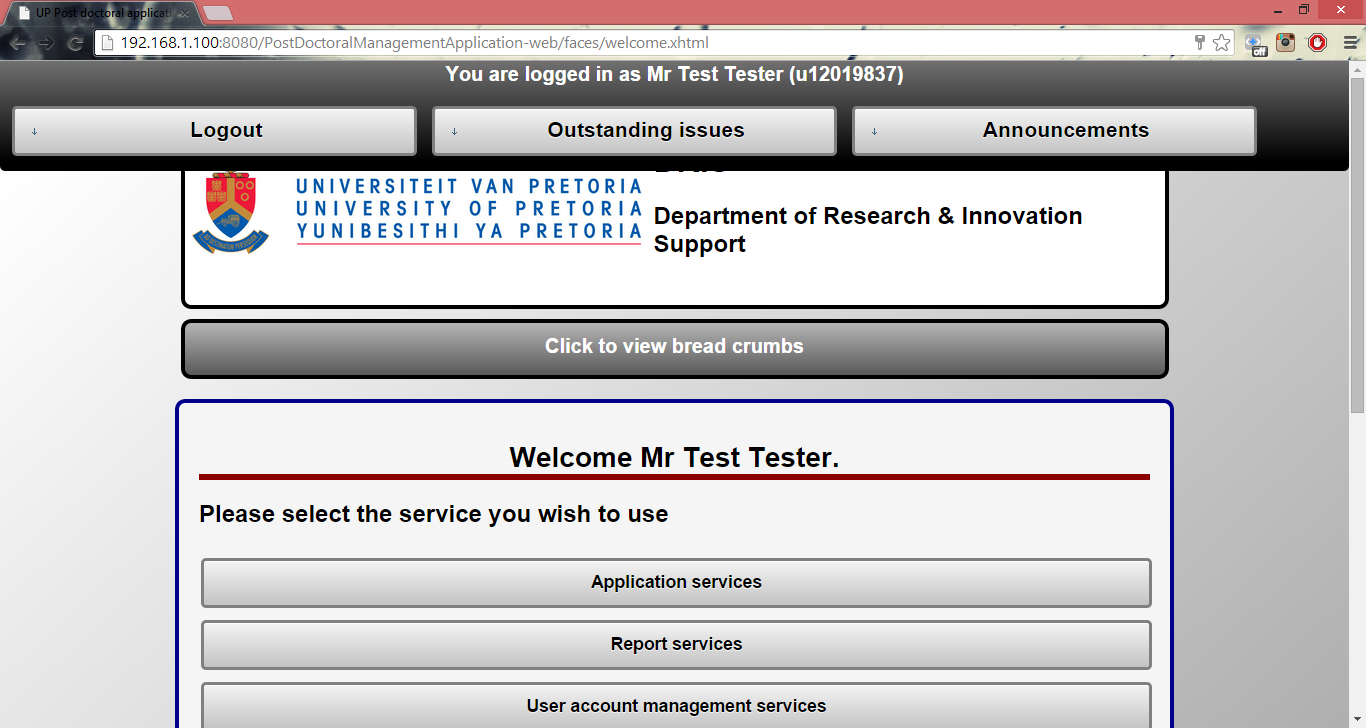 UP Post doctoral applicati
192.168.1.100:8080/PostDoctoralManagementApplication-web/faces/welcome.xhtml
off
You are logged in as Mr Test Tester (u12019837)
Logout
Outstanding issues
Announcements
UNIVERSITEIT VAN PRETORIA
UNIVERSITY OF PRETORIA
YUNIBESITHI YA PRETORIA
Department of Research & Innovation
Support
Click to view bread crumbs
Welcome Mr Test Tester.
Please select the service you wish to use
Application services
Report services
User account management services